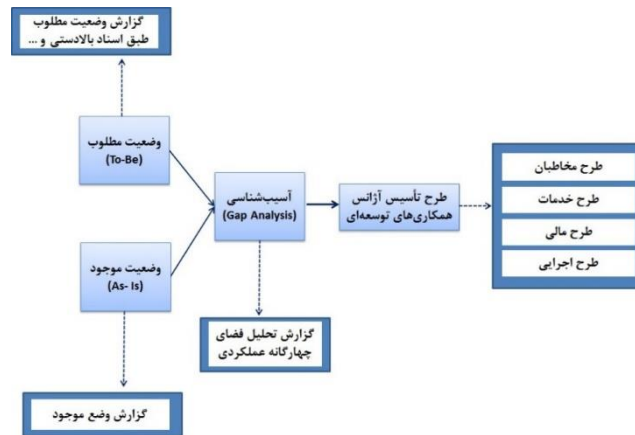 گزارش وضعیت مطلوب
طبق اسناد بالادستی و ...
وضعیت مطلوب
(To-Be)
آسیب‌شناسی
(Gap Analysis)
طرح تأسیس آژانس
همکاری‌های توسعه‌ای
طرح مخاطبان
طرح خدمات
طرح مالی
طرح اجرایی
وضعیت موجود
(As- Is)
گزارش تحلیل فضای
چهارگانه عملکردی
گزارش وضع موجود